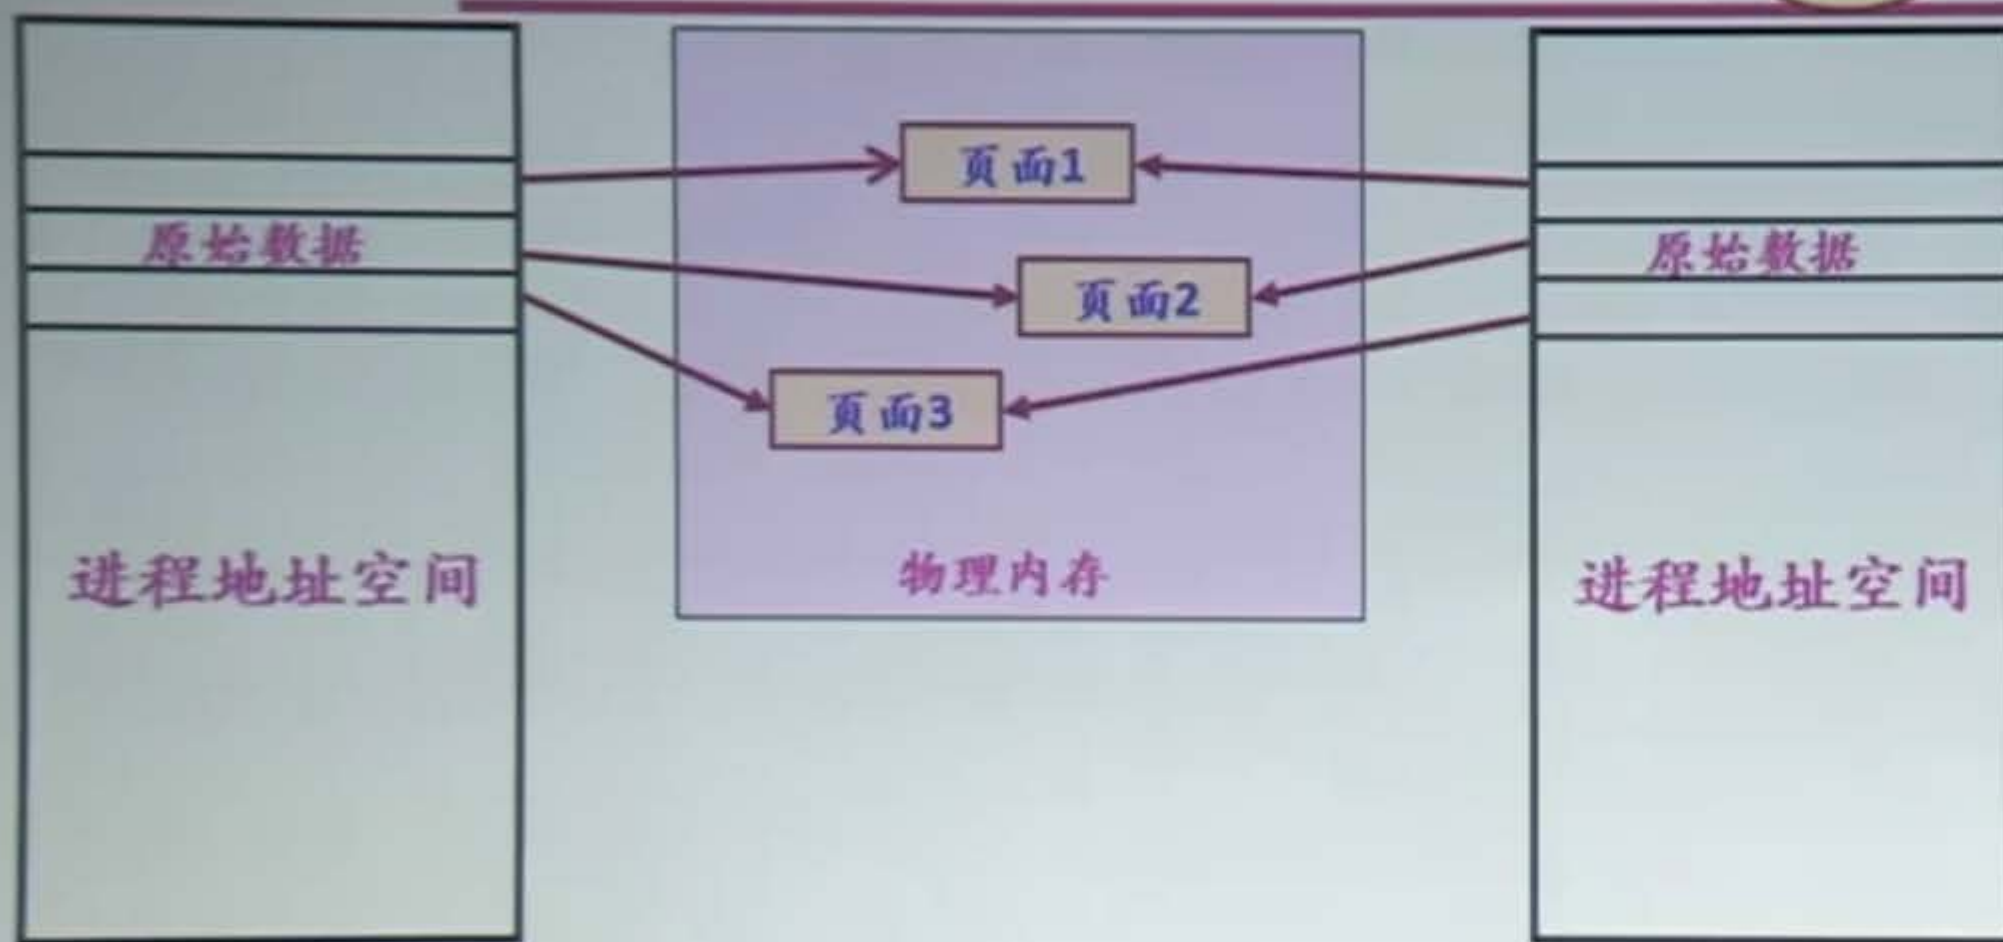 页面1
原始数据
原始数据
页面2
页面3
进程地址空间
物理内存
进程地址空间